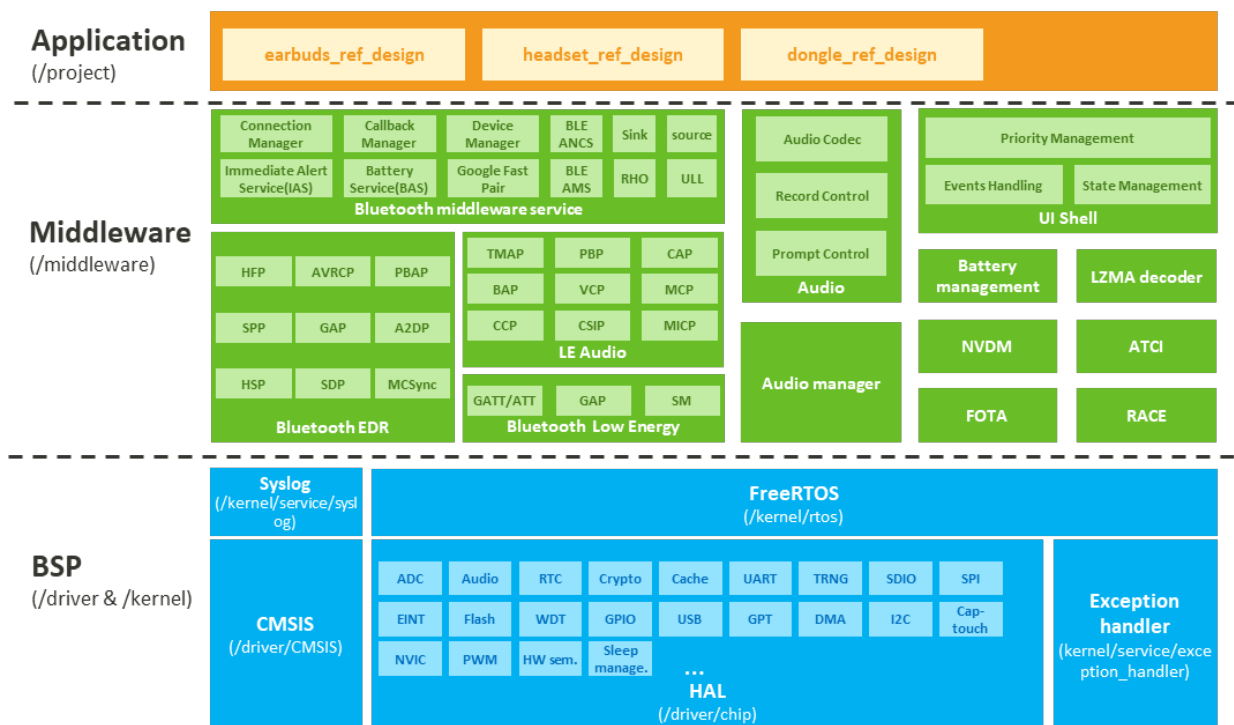 Application
(/project)
earbuds_ref_design
headset_ref_design
dongle_ref_design
Middleware
(/middleware)
Connection
Manager
Callback
Manager
Device
Manager
BLE
ANCS
Sink
source
Immediate Alert
Service(IAS)
Battery
Service(BAS)
Google Fast
Pair
BLE
AMS
RHO
ULL
Bluetooth middleware service
HFP
AVRCP
PBAP
SPP
GAP
A2DP
HSP
SDP
MCSync
Bluetooth EDR
TMAP
PBP
CAP
BAP
VCP
MCP
CCP
CSIP
MICP
LE Audio
GATT/ATT
GAP
SM
Bluetooth Low Energy
Audio Codec
Record Control
Prompt Control
Audio
Audio manager
Priority Management
Events Handling
State Management
UI Shell
Battery
management
LZMA decoder
NVDM
ATCI
FOTA
RACE
BSP
(/driver & /kernel)
Syslog
(/kernel/service/sysl
og)
FreeRTOS
(/kernel/rtos)
CMSIS
(/driver/CMSIS)
ADC
Audio
RTC
Crypto
Cache
UART
TRNG
SDIO
SPI
EINT
Flash
WDT
GPIO
USB
GPT
DMA
I2C
Cap-
touch
NVIC
PWM
HW sem.
Sleep
manage.
...
HAL
(/driver/chip)
Exception
handler
(kernel/service/exce
ption_handler)